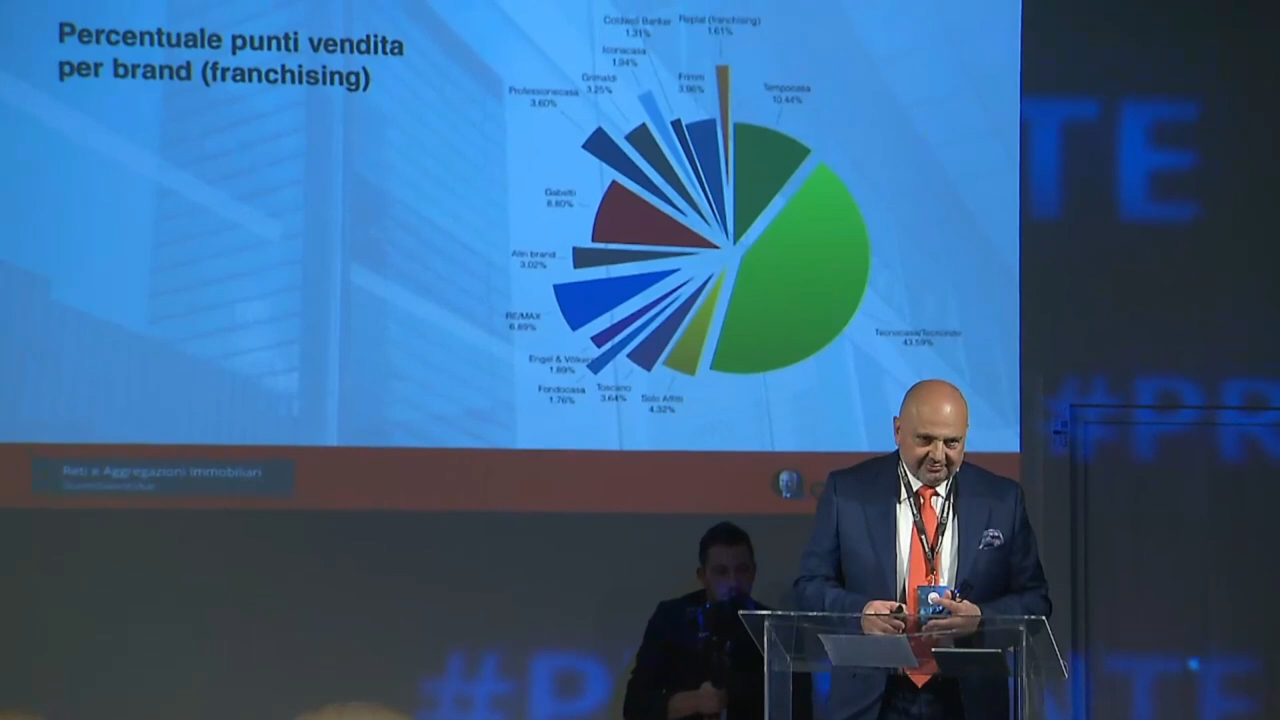 Percentuale punti vendita
per brand (franchising)
Coldwell Banker
1.31%
Replat (franchising)
1.61%
Iconacasa
1.94%
Grimaldi
3.25%
Frimm
3.96%
Professionecasa
3.60%
Tempocasa
10.44%
Gabetti
8.80%
Altri brand
3.02%
RE/MAX
6.89%
Engel & Völkers
1.89%
Fondocasa
1.76%
Toscano
3.64%
Solo Affitti
4.32%
Tecnocasa/Tecnorete
43.59%
Reti e Aggregazioni Immobiliari
TE
#PR
#P
NTE